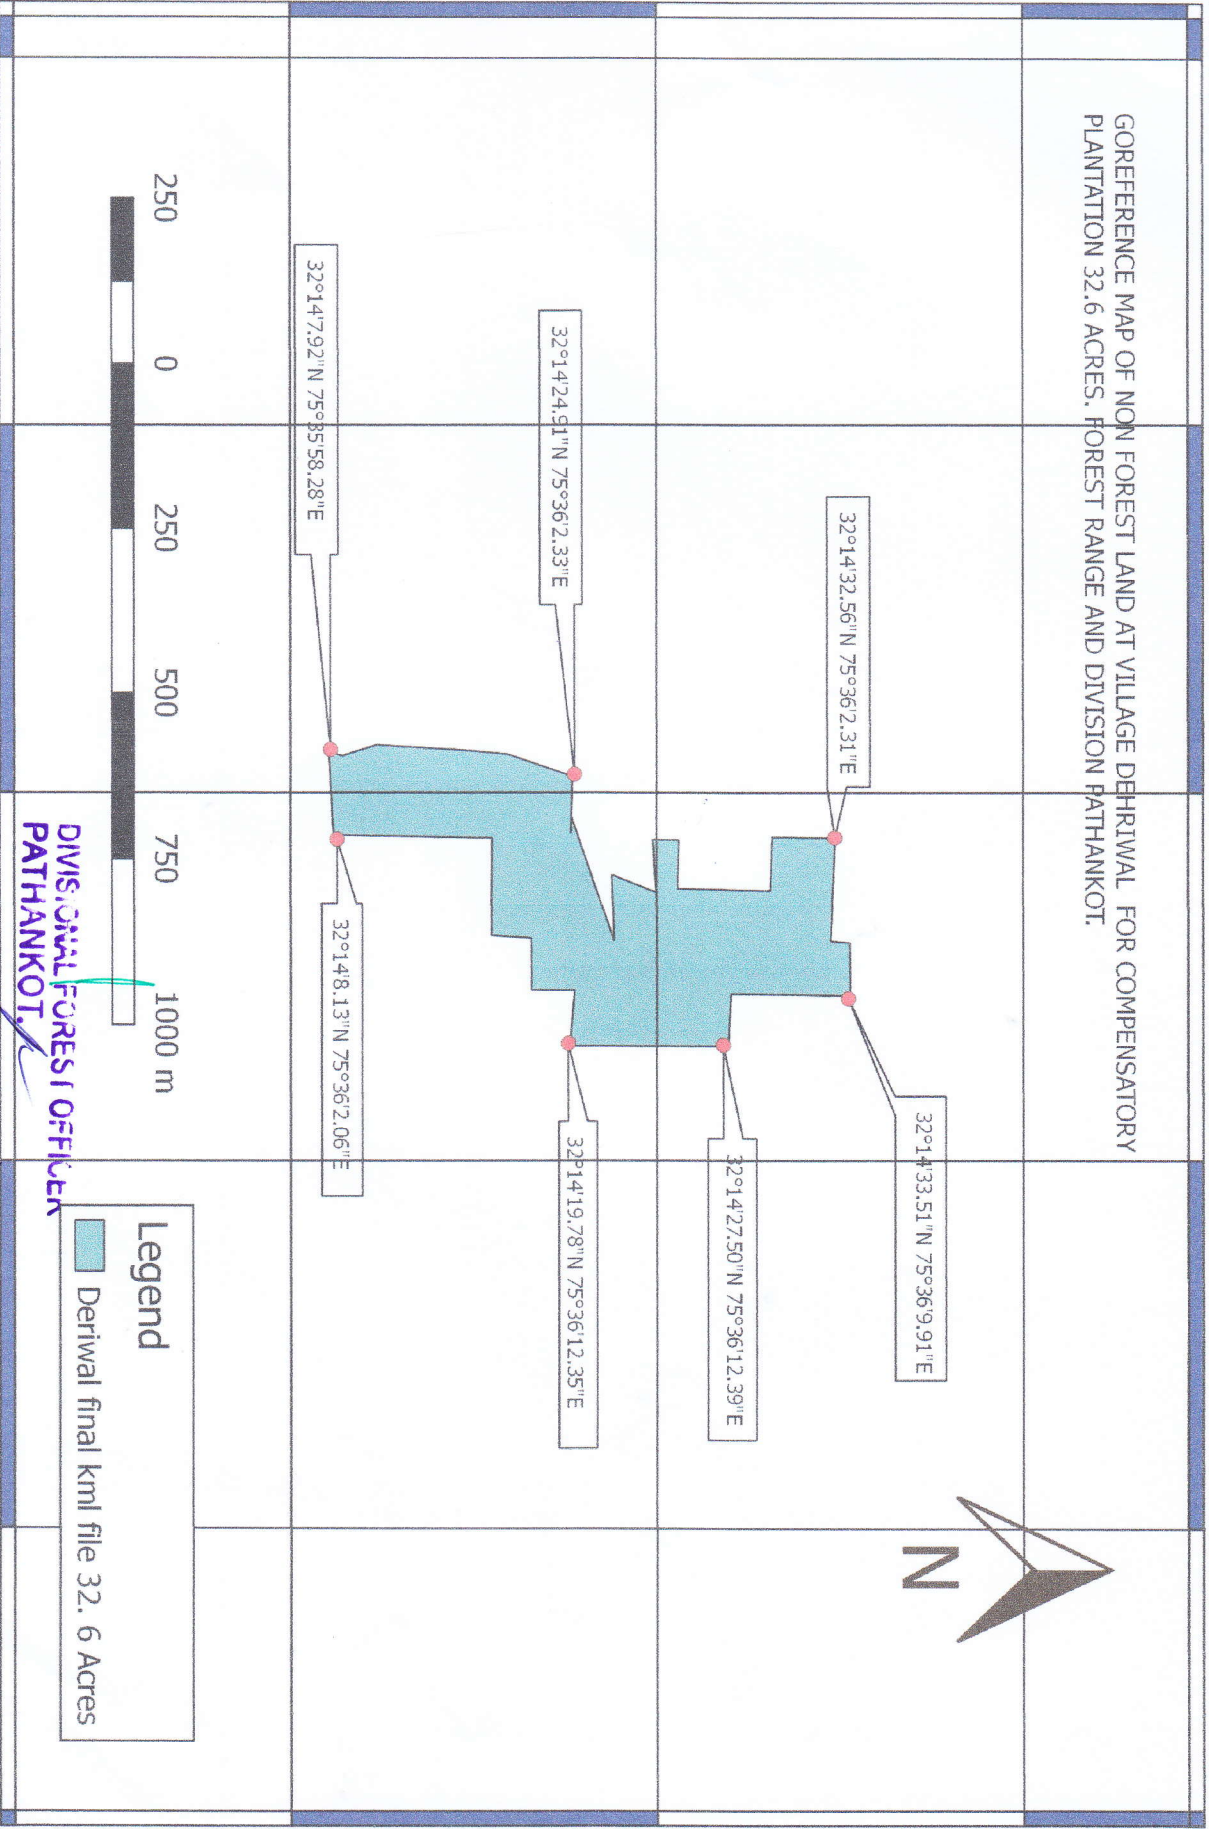 GOREFERENCE MAP OF NON FOREST LAND AT VILLAGE DEHRIWAL FOR COMPENSATORY
PLANTATION 32.6 ACRES. FOREST RANGE AND DIVISION PATHANKOT.
N
32°14'33.51"N 75°36'9.91"E
32°14'32.56"N 75°36'2.31"E
32°14'27.50"N 75°36'12.39"E
32°14'24.91"N 75°36'2.33"E
32°14'19.78"N 75°36'12.35"E
32°14'7.92"N 75°35'58.28"E
32°14'8.13"N 75°36'2.06"E
250 0 250 500 750 1000 m
Legend
Deriwal final kml file 32. 6 Acres
DIVISIONAL FOREST OFFICER
PATHANKOT.